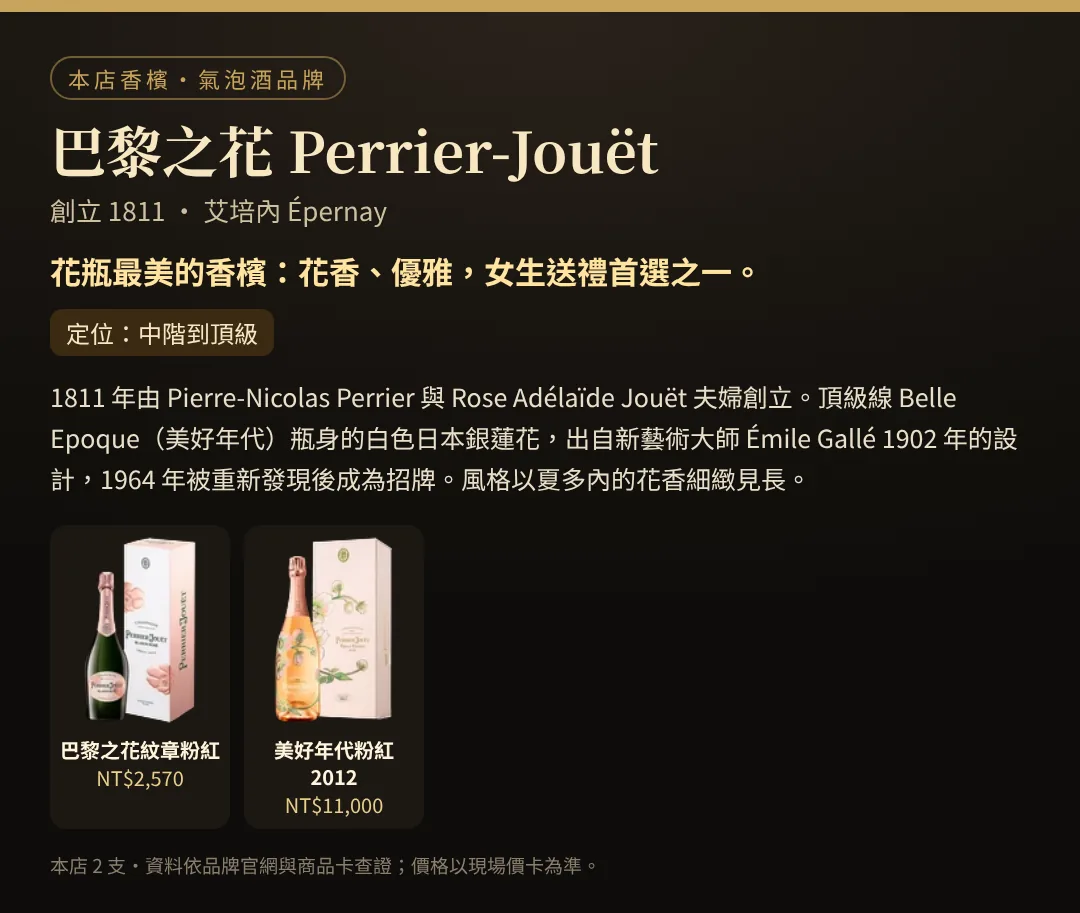 本店香檳・氣泡酒品牌
巴黎之花 Perrier-Jouët
創立 1811 ・ 艾培內 Épernay
花瓶最美的香檳：花香、優雅，女生送禮首選之一。
定位：中階到頂級
1811 年由 Pierre-Nicolas Perrier 與 Rose Adélaïde Jouët 夫婦創立。頂級線 Belle
Epoque（美好年代）瓶身的白色日本銀蓮花，出自新藝術大師 Émile Gallé 1902 年的設
計，1964 年被重新發現後成為招牌。風格以夏多內的花香細緻見長。
Perrier-Jouët
Perrier-Jouët
Perrier-Jouët
Perrier-Jouët
巴黎之花紋章粉紅
NT$2,570
美好年代粉紅
2012
NT$11,000
本店 2 支・資料依品牌官網與商品卡查證；價格以現場價卡為準。